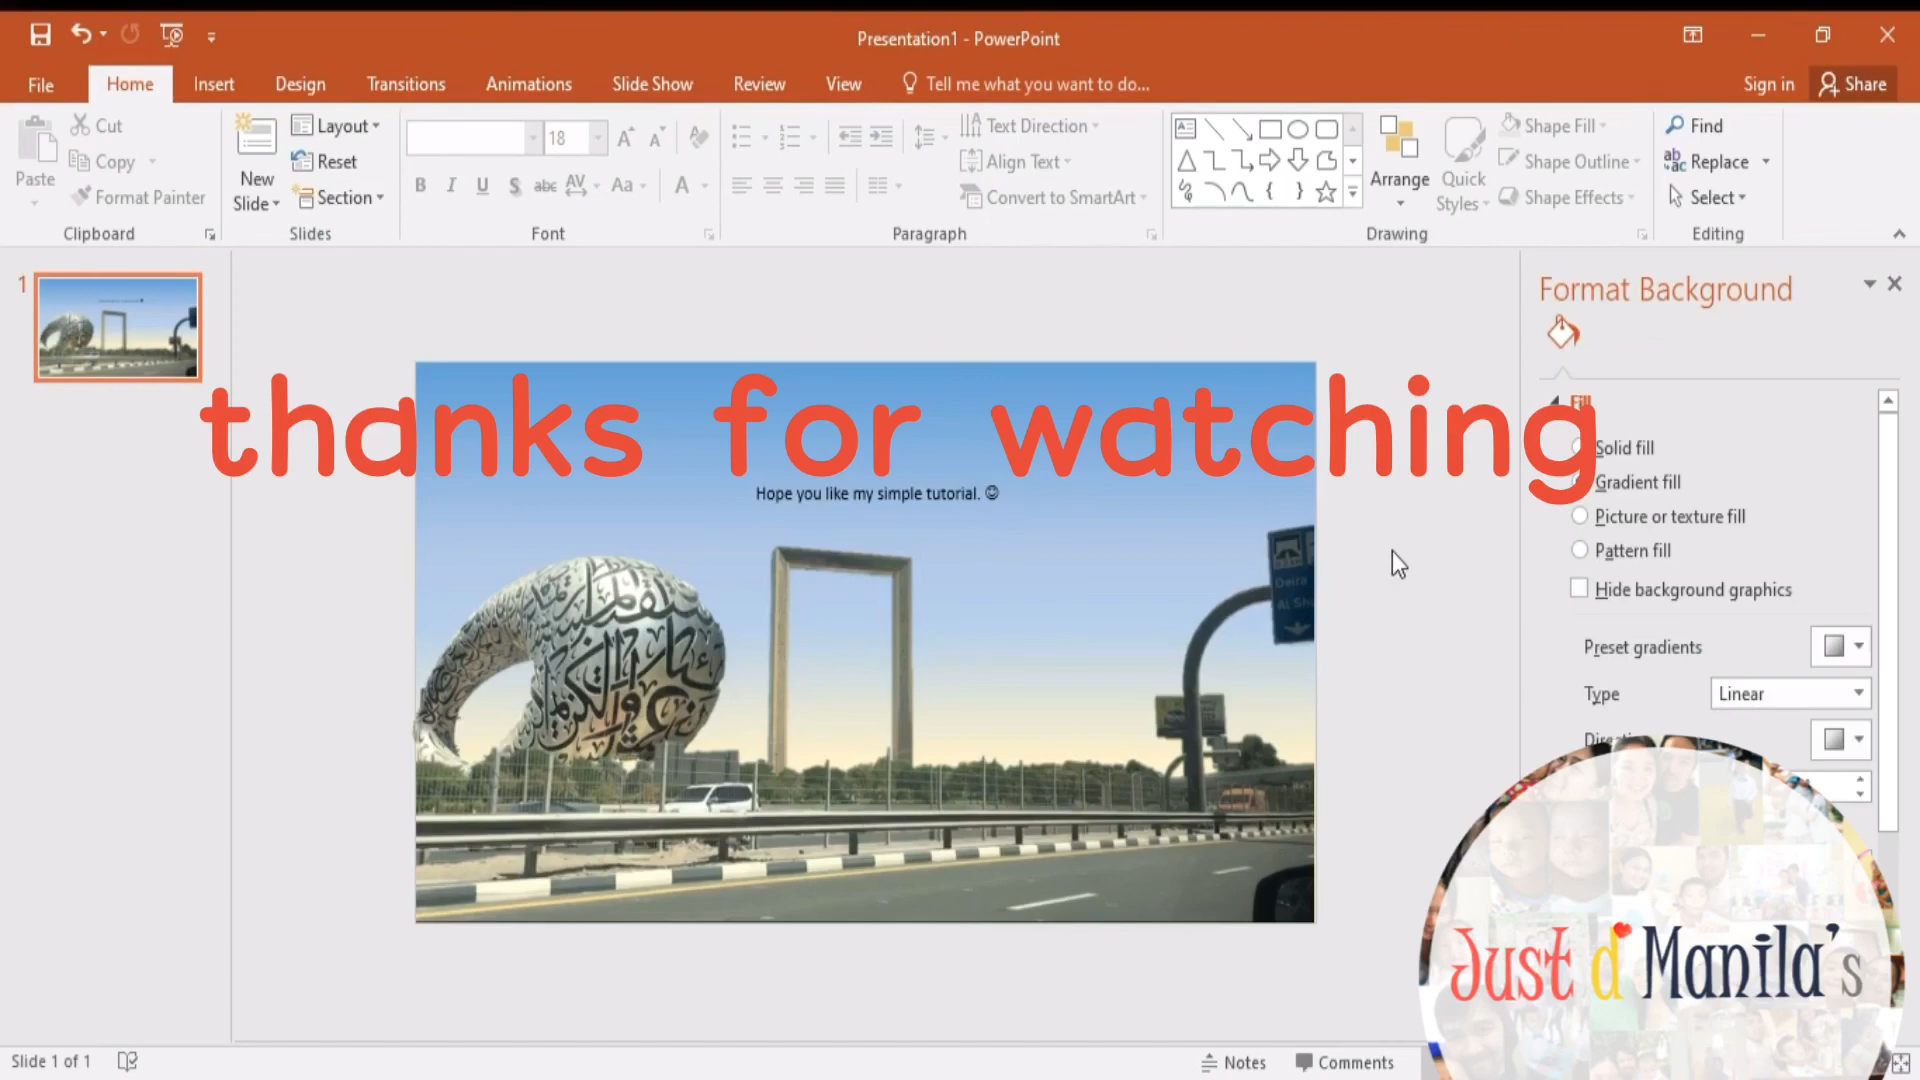 Presentation1 - PowerPoint
File Home Insert Design Transitions Animations Slide Show Review View Tell me what you want to do... Sign in Share
Paste Cut Copy Format Painter
Clipboard
New Slide Layout Reset Section
Slides
18
B I U S abc AV Aa A
Font
Text Direction
Align Text
Convert to SmartArt
Paragraph
Arrange Quick Styles
Shape Fill
Shape Outline
Shape Effects
Drawing
Find
Replace
Select
Editing
1
Format Background
thanks for watching
Hope you like my simple tutorial. ☺
Fill
Solid fill
Gradient fill
Picture or texture fill
Pattern fill
Hide background graphics
Preset gradients
Type Linear
Deira
Just d' Manila's
Slide 1 of 1 Notes Comments